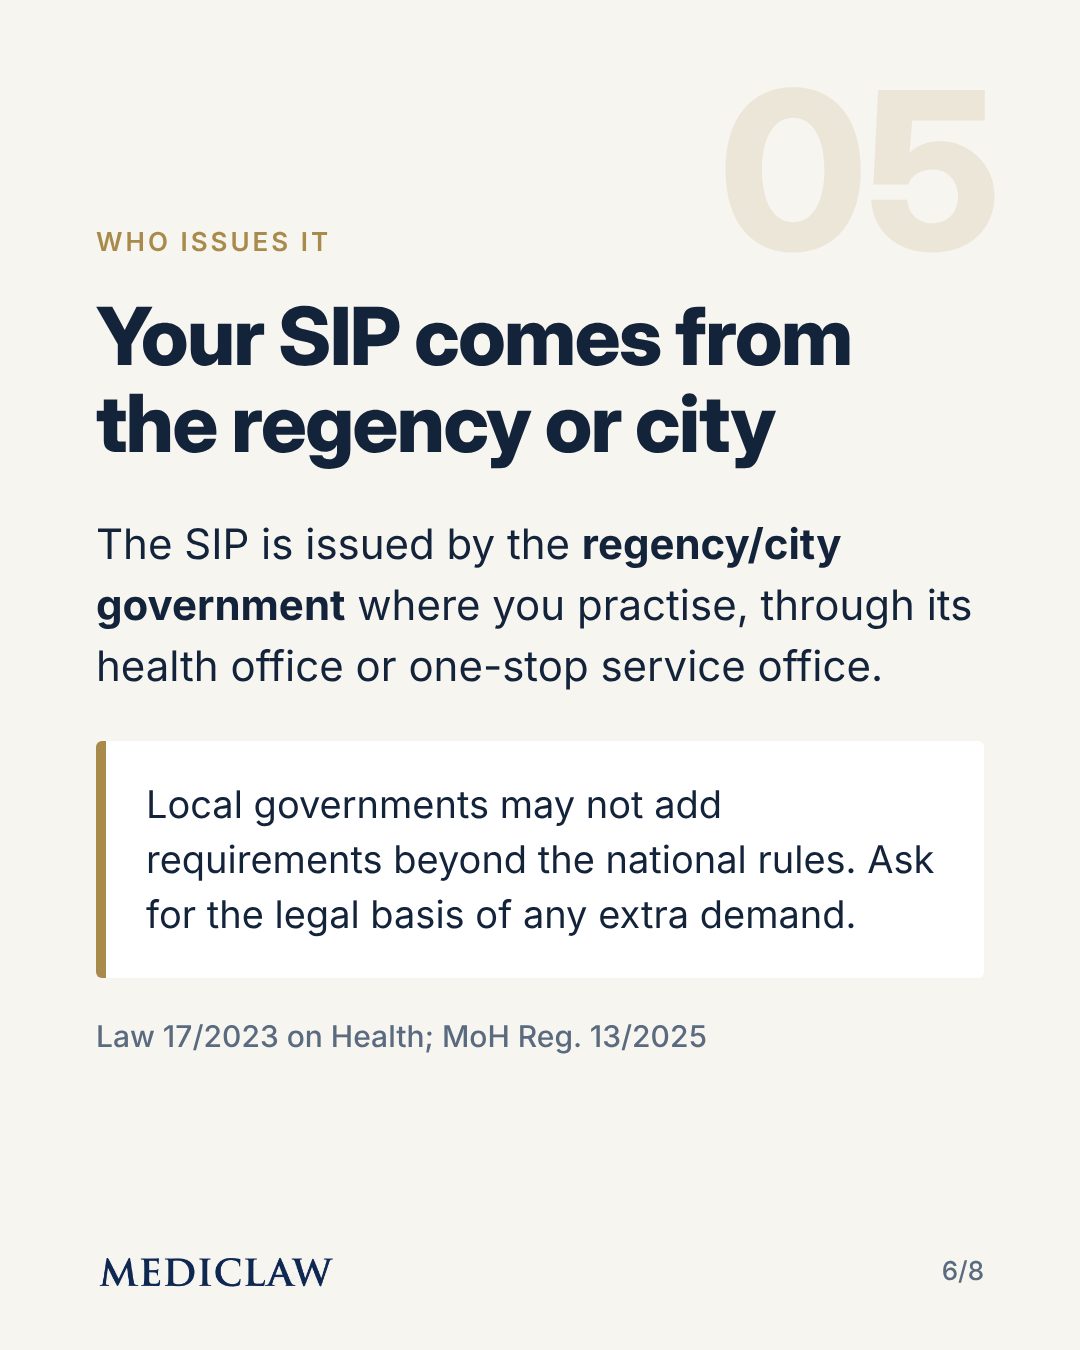 05
WHO ISSUES IT
Your SIP comes from
the regency or city
The SIP is issued by the regency/city
government where you practise, through its
health office or one-stop service office.
Local governments may not add
requirements beyond the national rules. Ask
for the legal basis of any extra demand.
Law 17/2023 on Health; MoH Reg. 13/2025
MEDICLAW
6/8